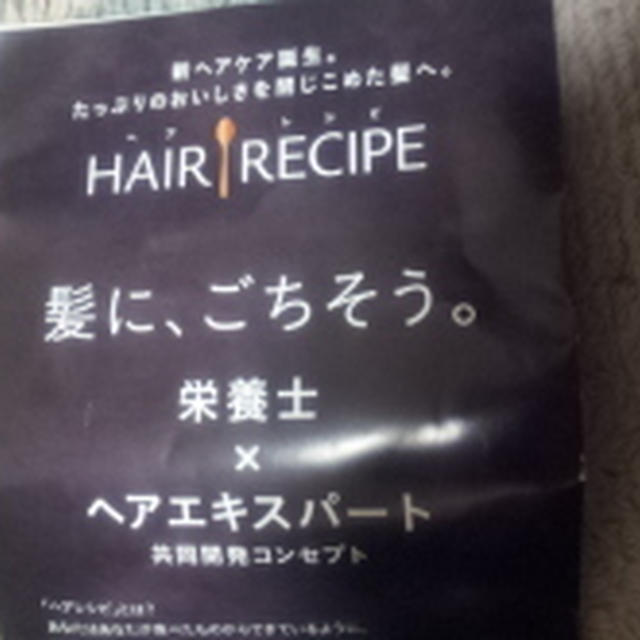 新ヘアケア誕生。
たっぷりのおいしさを閉じこめた髪へ。
ヘア レシピ
HAIR RECIPE
髪に、ごちそう。
栄養士
×
ヘアエキスパート
共同開発コンセプト
「ヘアレシピ」とは?